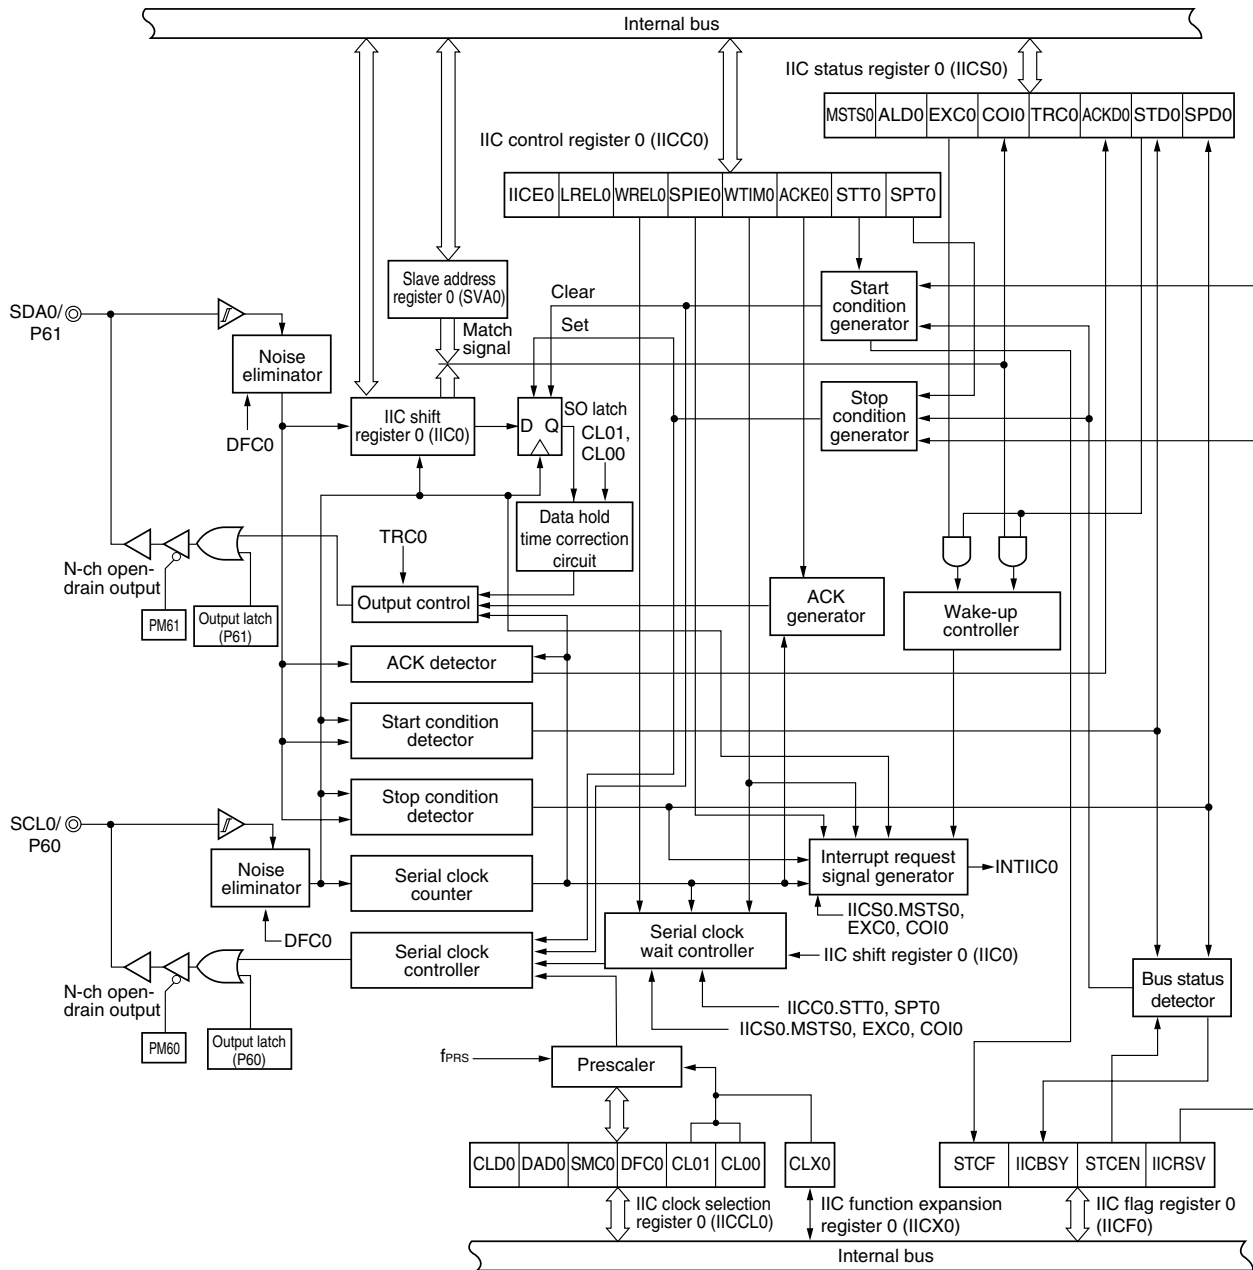 Internal bus
IIC status register 0 (IICS0)
MSTS0 ALD0 EXC0 COI0 TRC0 ACKD0 STD0 SPD0
IIC control register 0 (IICC0)
IICE0 LREL0 WREL0 SPIE0 WTIM0 ACKE0 STT0 SPT0
Slave address
register 0 (SVA0)
Clear
Start
condition
generator
SDA0/
P61
Set
Match
signal
Noise
eliminator
IIC shift
register 0 (IIC0)
D Q
SO latch
CL01,
CL00
Stop
condition
generator
DFC0
Data hold
time correction
circuit
TRC0
N-ch open-
drain output
Output control
ACK
generator
Wake-up
controller
PM61
Output latch
(P61)
ACK detector
Start condition
detector
Stop condition
detector
SCL0/
P60
Noise
eliminator
Serial clock
counter
Interrupt request
signal generator
INTIIC0
IICS0.MSTS0,
EXC0, COI0
DFC0
Serial clock
controller
Serial clock
wait controller
IIC shift register 0 (IIC0)
Bus status
detector
N-ch open-
drain output
IICC0.STT0, SPT0
IICS0.MSTS0, EXC0, COI0
PM60
Output latch
(P60)
fPRS
Prescaler
CLD0 DAD0 SMC0 DFC0 CL01 CL00
CLX0
STCF IICBSY STCEN IICRSV
IIC clock selection
register 0 (IICCL0)
IIC function expansion
register 0 (IICX0)
IIC flag register 0
(IICF0)
Internal bus